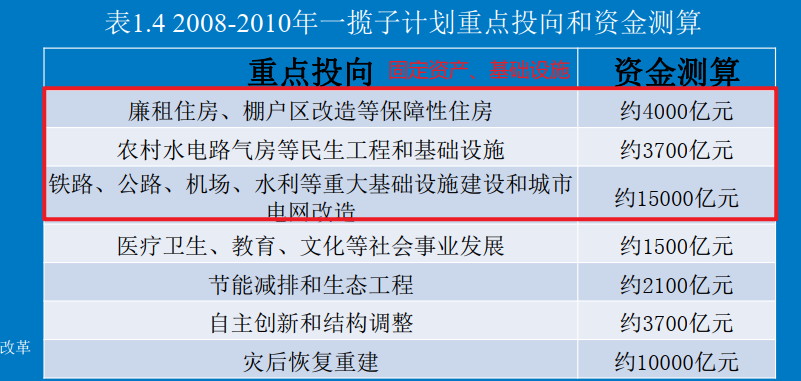 表1.4 2008-2010年一揽子计划重点投向和资金测算
重点投向 固定资产、基础设施 资金测算
廉租住房、棚户区改造等保障性住房 约4000亿元
农村水电路气房等民生工程和基础设施 约3700亿元
铁路、公路、机场、水利等重大基础设施建设和城市
电网改造 约15000亿元
医疗卫生、教育、文化等社会事业发展 约1500亿元
节能减排和生态工程 约2100亿元
自主创新和结构调整 约3700亿元
改革
灾后恢复重建 约10000亿元